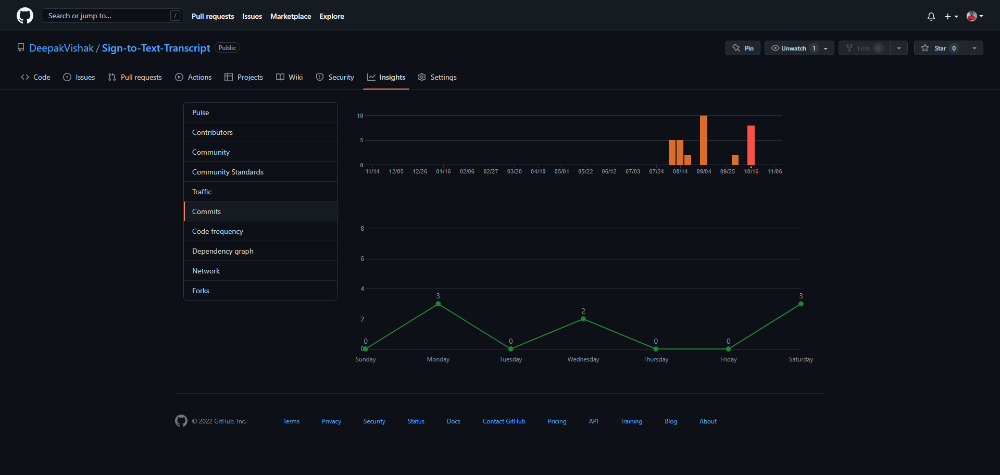 Search or jump to... / Pull requests Issues Marketplace Explore
DeepakVishak / Sign-to-Text-Transcript Public Pin Unwatch 1 Fork 0 Star 0
Code Issues Pull requests Actions Projects Wiki Security Insights Settings
Pulse
Contributors
Community
Community Standards
Traffic
Commits
Code frequency
Dependency graph
Network
Forks
10
5
0
11/14 12/05 12/26 01/16 02/06 02/27 03/20 04/10 05/01 05/22 06/12 07/03 07/24 08/14 09/04 09/25 10/16 11/06
8
6
4
3 3
2
2
0 0 0 0
0
Sunday Monday Tuesday Wednesday Thursday Friday Saturday
© 2022 GitHub, Inc. Terms Privacy Security Status Docs Contact GitHub Pricing API Training Blog About